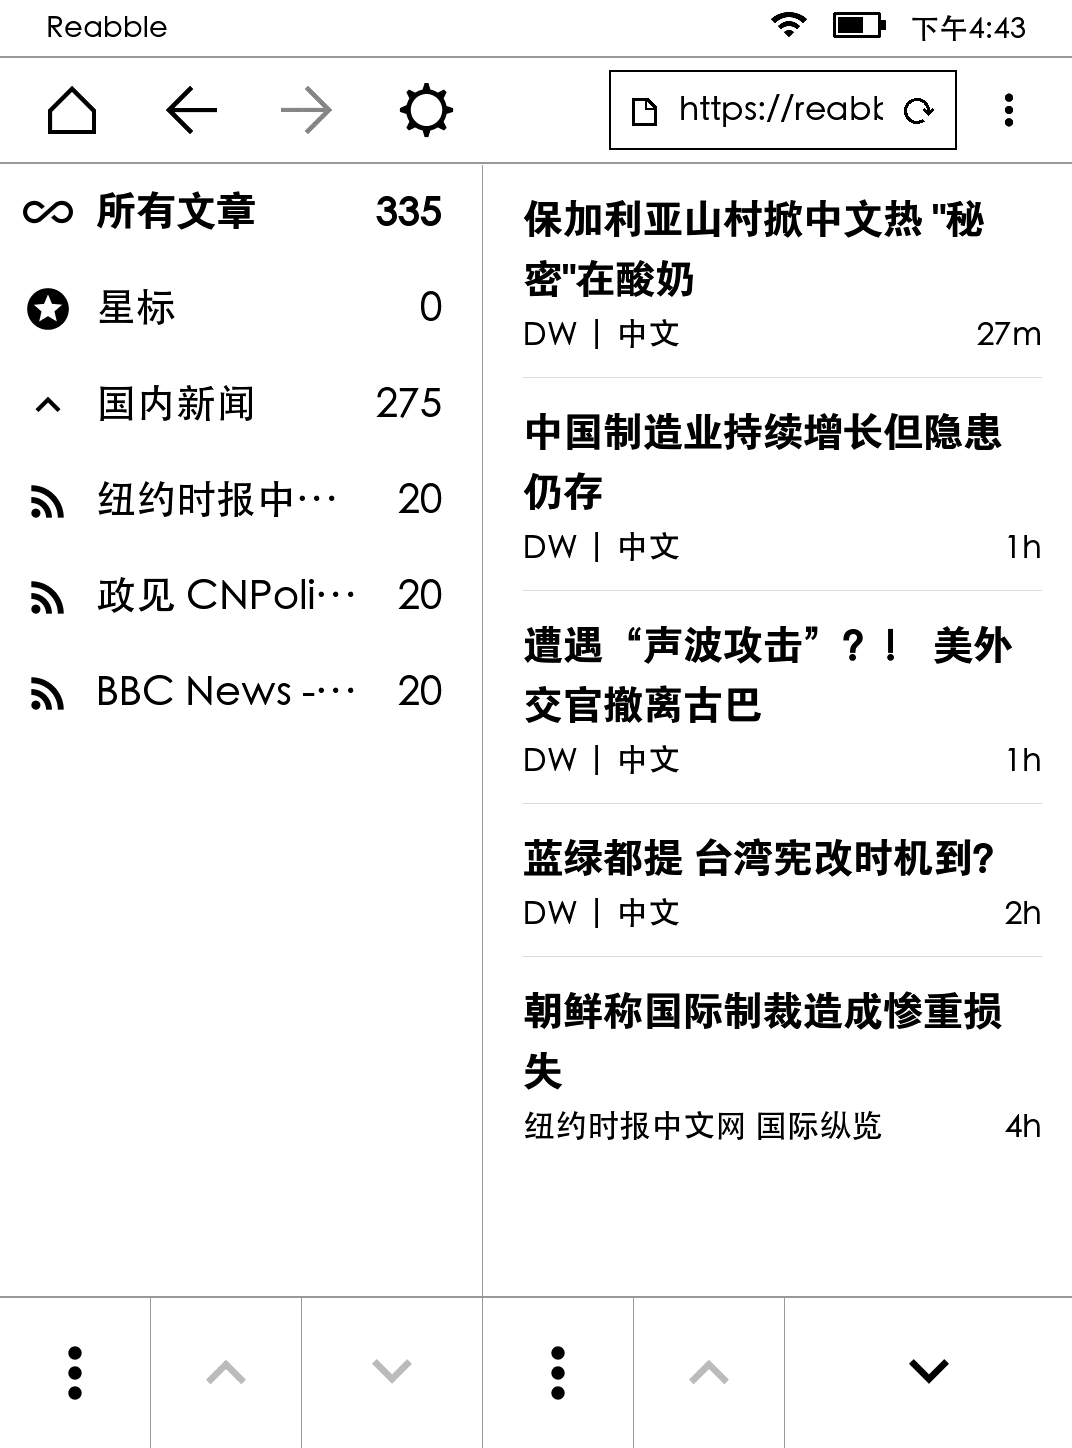 Reabble
下午4:43
https://reabb
所有文章 335
星标 0
国内新闻 275
纽约时报中… 20
政见 CNPoli… 20
BBC News -… 20
保加利亚山村掀中文热 "秘
密"在酸奶
DW | 中文 27m
中国制造业持续增长但隐患
仍存
DW | 中文 1h
遭遇“声波攻击”？！ 美外
交官撤离古巴
DW | 中文 1h
蓝绿都提 台湾宪改时机到?
DW | 中文 2h
朝鲜称国际制裁造成惨重损
失
纽约时报中文网 国际纵览 4h